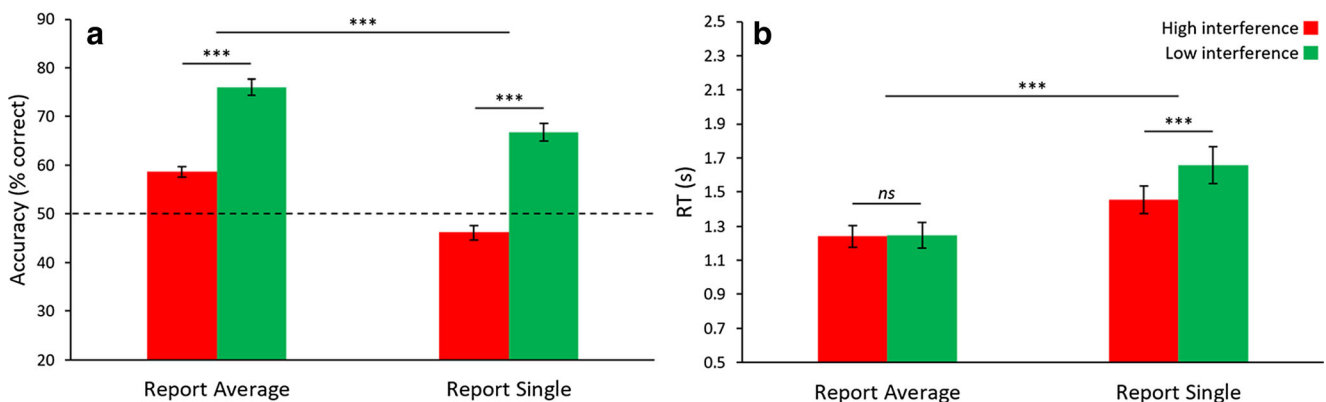 a
Accuracy (% correct)
90
80
70
60
50
40
30
20
***
***
***
Report Average
Report Single
b
RT (s)
2.5
2.3
2.1
1.9
1.7
1.5
1.3
1.1
0.9
0.7
0.5
High interference
Low interference
***
***
ns
Report Average
Report Single